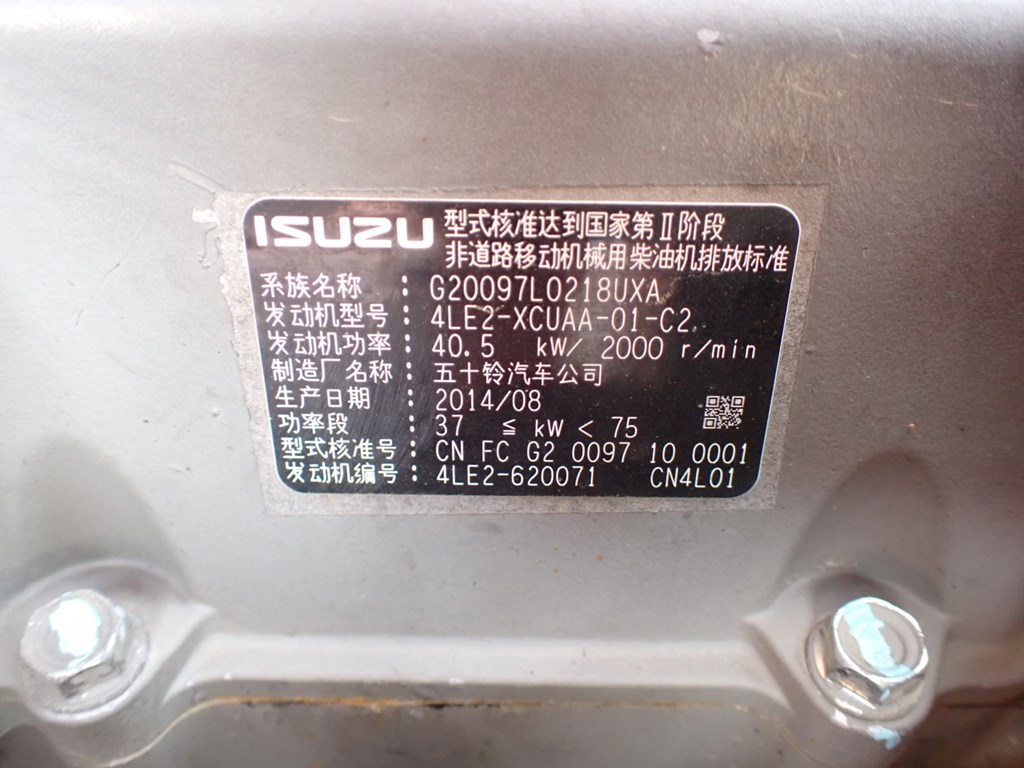 ISUZU 型式核准达到国家第Ⅱ阶段
非道路移动机械用柴油机排放标准
系族名称 : G20097L0218UXA
发动机型号 : 4LE2-XCUAA-01-C2
发动机功率 : 40.5 kW/ 2000 r/min
制造厂名称 : 五十铃汽车公司
生产日期 : 2014/08
功率段 : 37 ≦ kW < 75
型式核准号 : CN FC G2 0097 10 0001
发动机编号 : 4LE2-620071 CN4L01